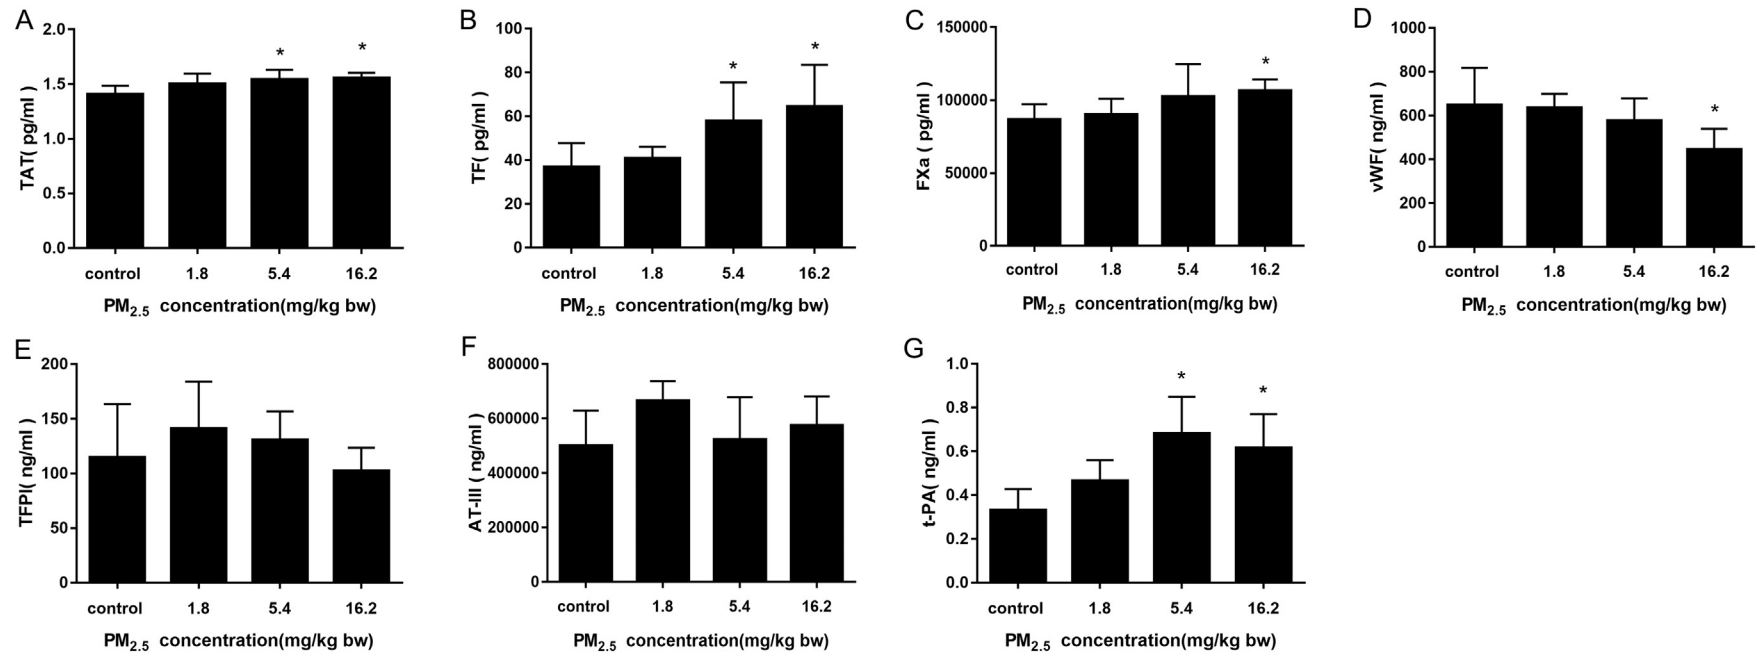 A
TAT( pg/ml )
2.0
1.5
1.0
0.5
0.0
*
*
control 1.8 5.4 16.2
PM2.5 concentration(mg/kg bw)
B
TF( pg/ml )
100
80
60
40
20
0
*
*
control 1.8 5.4 16.2
PM2.5 concentration(mg/kg bw)
C
FXa ( pg/ml )
150000
100000
50000
0
*
control 1.8 5.4 16.2
PM2.5 concentration(mg/kg bw)
D
vWF( ng/ml )
1000
800
600
400
200
0
*
control 1.8 5.4 16.2
PM2.5 concentration(mg/kg bw)
E
TFPI( ng/ml )
200
150
100
50
0
control 1.8 5.4 16.2
PM2.5 concentration(mg/kg bw)
F
AT-III ( ng/ml )
800000
600000
400000
200000
0
control 1.8 5.4 16.2
PM2.5 concentration(mg/kg bw)
G
t-PA( ng/ml )
1.0
0.8
0.6
0.4
0.2
0.0
*
*
control 1.8 5.4 16.2
PM2.5 concentration(mg/kg bw)